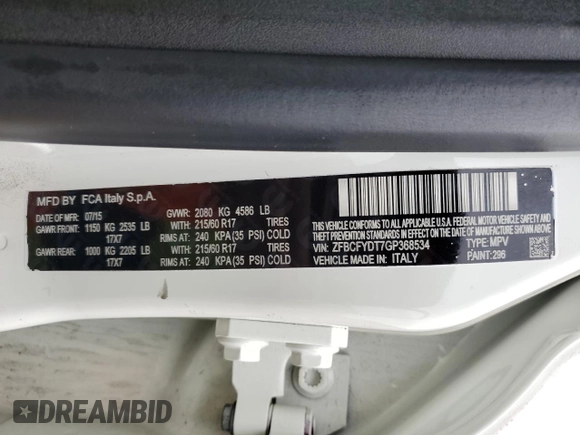 MFD BY FCA Italy S.p.A.
DATE OF MFR: 07/15 GVWR: 2080 KG 4586 LB
GAWR FRONT: 1150 KG 2535 LB WITH: 215/60 R17 TIRES
17X7 RIMS AT: 240 KPA(35 PSI) COLD
GAWR REAR: 1000 KG 2205 LB WITH: 215/60 R17 TIRES
17X7 RIMS AT: 240 KPA(35 PSI) COLD
THIS VEHICLE CONFORMS TO ALL APPLICABLE U.S.A. FEDERAL MOTOR VEHICLE SAFETY, BUMPER AND
THEFT PREVENTION STANDARDS IN EFFECT ON THE DATE OF MANUFACTURE SHOWN ABOVE
VIN: ZFBCFYDT7GP368534 TYPE: MPV
VEHICLE MADE IN: ITALY PAINT: 296
DREAMBID